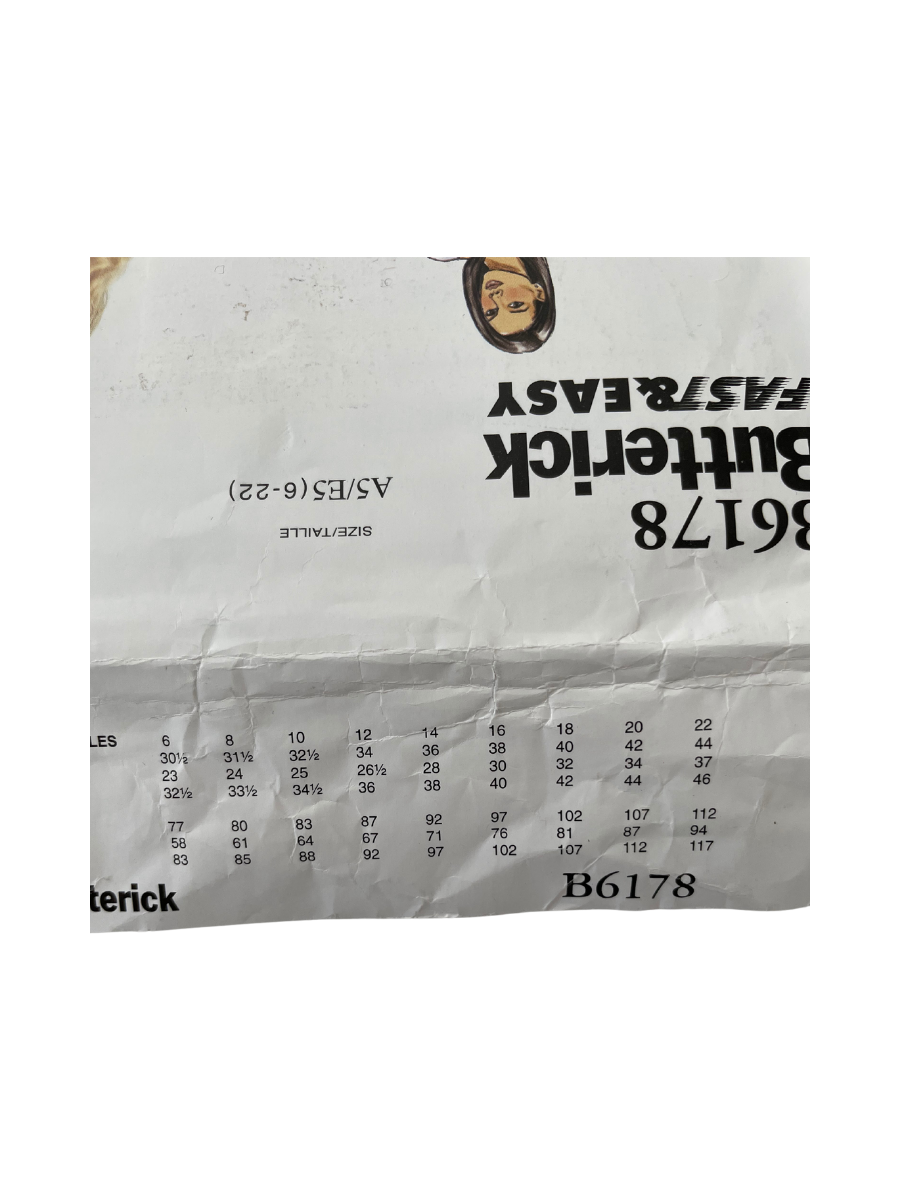 B6178
Butterick
FAST&EASY
SIZE/TAILLE
A5/E5 (6-22)
LES 6 8 10 12 14 16 18 20 22
30½ 31½ 32½ 34 36 38 40 42 44
23 24 25 26½ 28 30 32 34 37
32½ 33½ 34½ 36 38 40 42 44 46
77 80 83 87 92 97 102 107 112
58 61 64 67 71 76 81 87 94
83 85 88 92 97 102 107 112 117
terick B6178